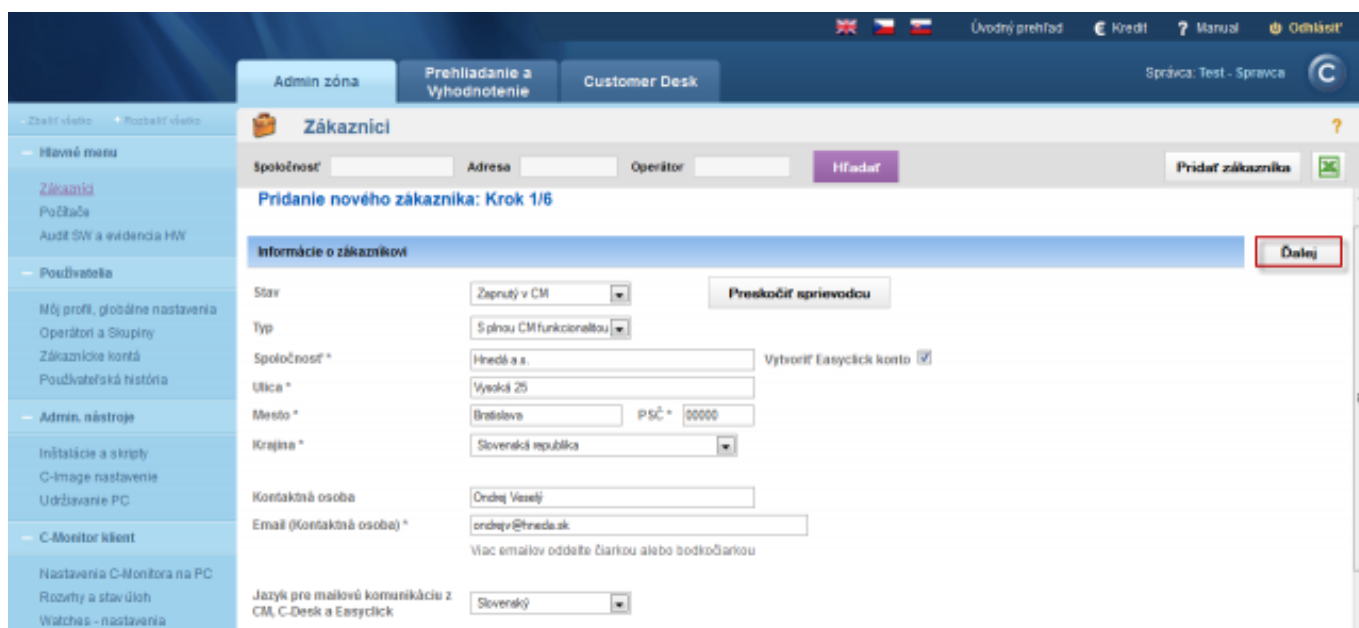 Úvodný prehľad € Kredit ? Manual Odhlásiť
Admin zóna
Prehliadanie a
Vyhodnotenie
Customer Desk
Správca: Test - Spravca
Zbaliť všetko
Rozbaliť všetko
Zákazníci
?
Hlavné menu
Spoločnosť Adresa Operátor Hľadať Pridať zákazníka
Zákazníci
Počítače
Audit SW a evidencia HW
Používatelia
Môj profil, globálne nastavenia
Operátori a Skupiny
Zákaznícke kontá
Používateľská história
Admin. nástroje
Inštalácie a skripty
C-Image nastavenie
Udržiavanie PC
C-Monitor klient
Nastavenia C-Monitora na PC
Rozvrhy a stav úloh
Watches - nastavenia
Pridanie nového zákazníka: Krok 1/6
Informácie o zákazníkovi Ďalej
Stav Zapnutý v CM Preskočiť sprievodcu
Typ S plnou CM funkcionalitou
Spoločnosť * Hnedá a.s. Vytvoriť Easyclick konto
Ulica * Vysoká 25
Mesto * Bratislava PSČ * 00000
Krajina * Slovenská republika
Kontaktná osoba Ondrej Veselý
Email (Kontaktná osoba) * ondrejv@hneda.sk
Viac emailov oddeľte čiarkou alebo bodkočiarkou
Jazyk pre mailovú komunikáciu z
CM, C-Desk a Easyclick
Slovenský